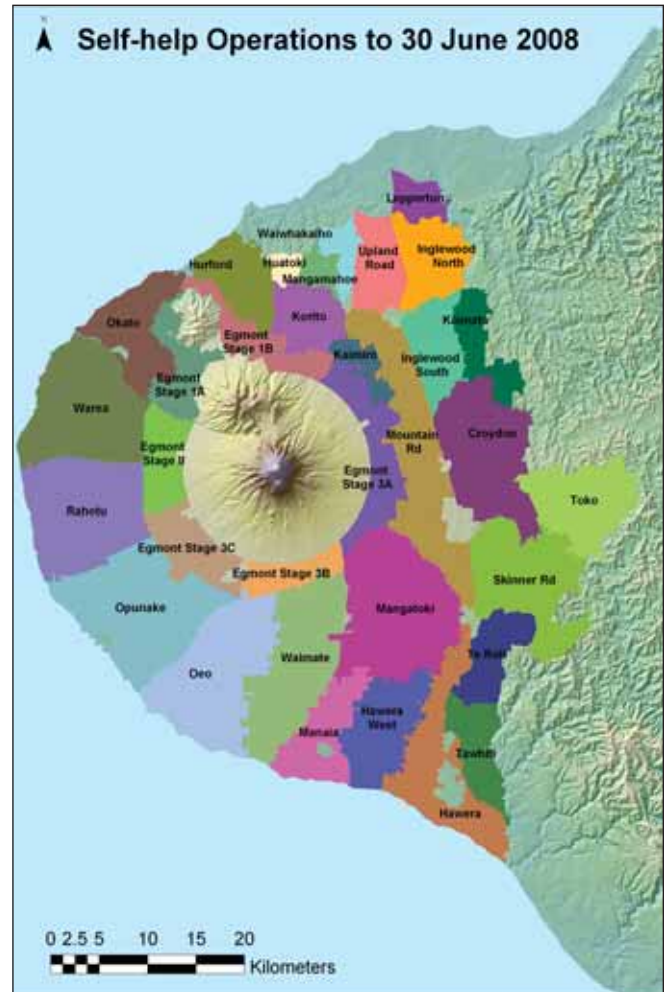 N
Self-help Operations to 30 June 2008
Lepperton
Waiwhakaiho
Upland
Road
Inglewood
North
Huatoki
Hurford
Mangamahoe
Korito
Okato
Kaimata
Egmont
Stage 1B
Kaimiro
Inglewood
South
Egmont
Stage 1A
Warea
Mountain
Rd
Croydon
Egmont
Stage II
Egmont
Stage 3A
Toko
Rahotu
Egmont Stage 3C
Egmont Stage 3B
Skinner Rd
Opunake
Mangatoki
Waimate
Te Roti
Oeo
Hawera
West
Manaia
Tawhiti
Hawera
0 2.5 5 10 15 20
Kilometers